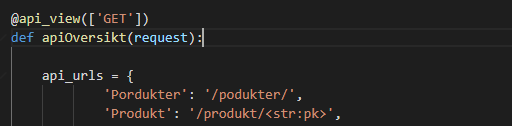 @api_view(['GET'])
def apiOversikt(request):
api_urls = {
'Pordukter': '/podukter/',
'Produkt': '/produkt/<str:pk>',